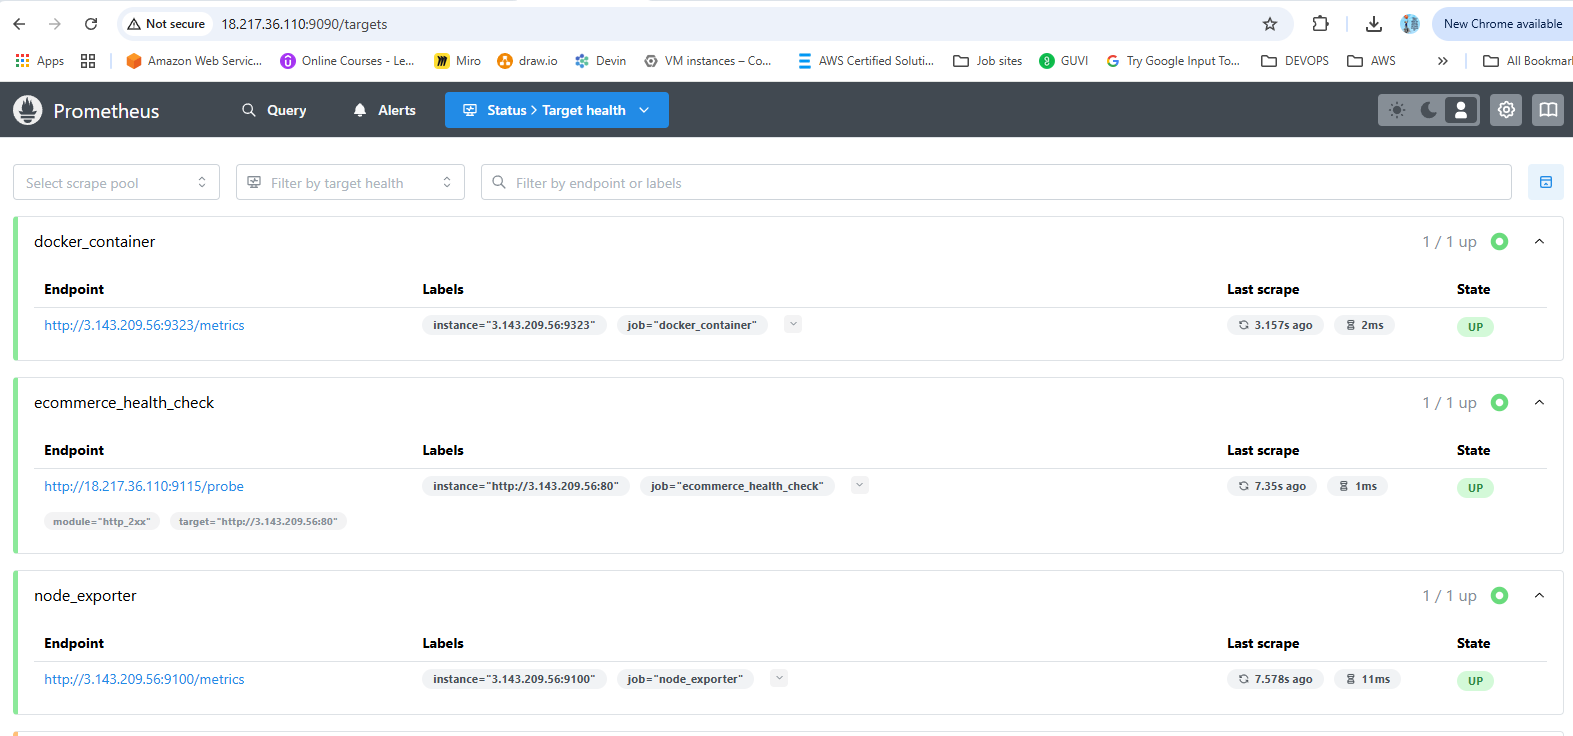 Not secure 18.217.36.110:9090/targets New Chrome available
Apps Amazon Web Servic... Online Courses - Le... Miro draw.io Devin VM instances – Co... AWS Certified Soluti... Job sites GUVI Try Google Input To... DEVOPS AWS » All Bookmar
Prometheus Query Alerts Status > Target health
Select scrape pool Filter by target health Filter by endpoint or labels
docker_container 1 / 1 up
Endpoint Labels Last scrape State
http://3.143.209.56:9323/metrics instance="3.143.209.56:9323" job="docker_container" 3.157s ago 2ms UP
ecommerce_health_check 1 / 1 up
Endpoint Labels Last scrape State
http://18.217.36.110:9115/probe instance="http://3.143.209.56:80" job="ecommerce_health_check" 7.35s ago 1ms UP
module="http_2xx" target="http://3.143.209.56:80"
node_exporter 1 / 1 up
Endpoint Labels Last scrape State
http://3.143.209.56:9100/metrics instance="3.143.209.56:9100" job="node_exporter" 7.578s ago 11ms UP